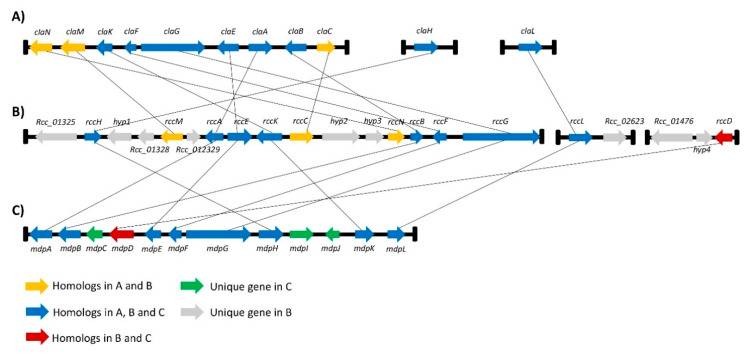 A)
claN claM claK claF claG claE claA claB claC claH claL
B)
Rcc_01325 rccH hyp1 rccM rccA rccE rccK rccC hyp2 hyp3 rccN rccB rccF rccG rccL Rcc_02623 Rcc_01476 rccD
Rcc_01328 Rcc_012329 hyp4
C)
mdpA mdpB mdpC mdpD mdpE mdpF mdpG mdpH mdpI mdpJ mdpK mdpL
Homologs in A and B
Unique gene in C
Homologs in A, B and C
Unique gene in B
Homologs in B and C